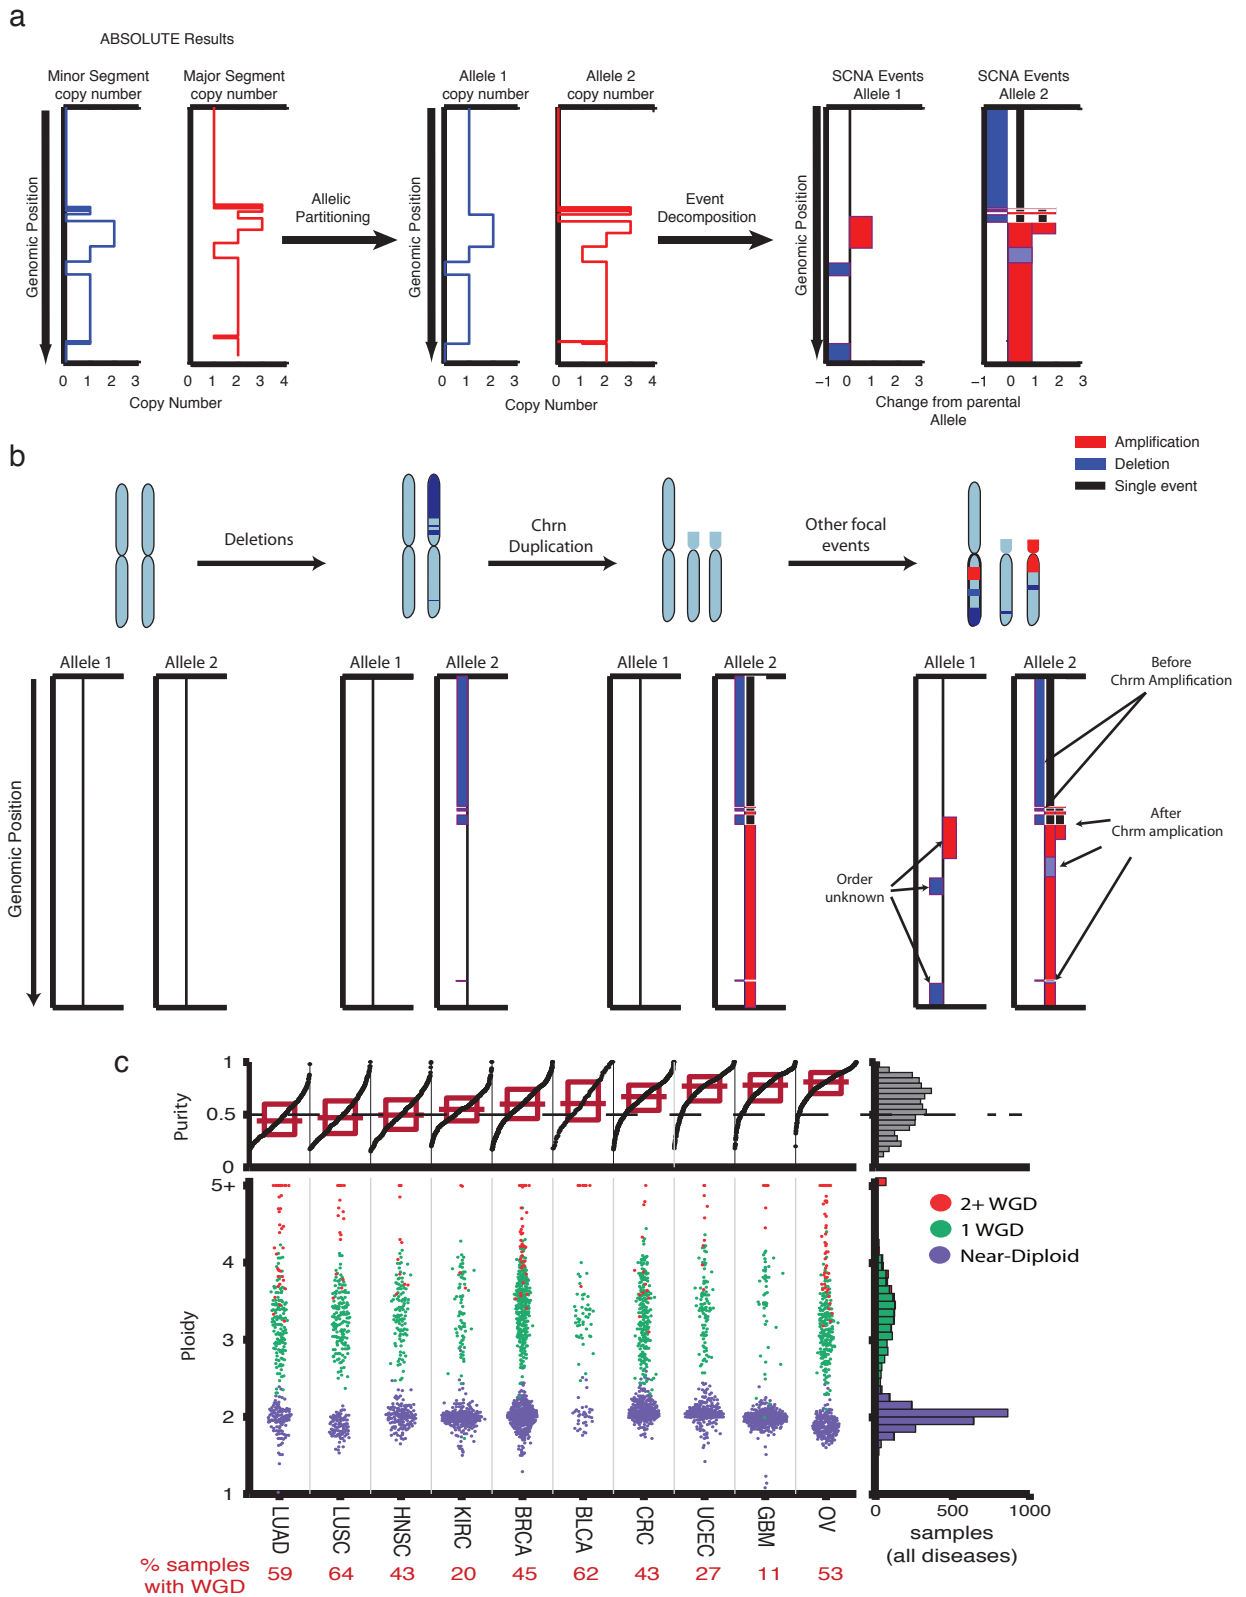 a
ABSOLUTE Results
Minor Segment
copy number
Major Segment
copy number
Allele 1
copy number
Allele 2
copy number
SCNA Events
Allele 1
SCNA Events
Allele 2
Genomic Position
Allelic
Partitioning
Genomic Position
Event
Decomposition
Genomic Position
0 1 2 3
0 1 2 3 4
0 1 2 3
0 1 2 3 4
−1 0 1 2 3
-1 0 1 2 3
Copy Number
Copy Number
Change from parental
Allele
Amplification
Deletion
Single event
b
Deletions
Chrn
Duplication
Other focal
events
Allele 1
Allele 2
Allele 1
Allele 2
Allele 1
Allele 2
Allele 1
Allele 2
Before
Chrm Amplification
After
Chrm amplication
Order
unknown
Genomic Position
c
Purity
1
0.5
0
Ploidy
5+
4
3
2
1
2+ WGD
1 WGD
Near-Diploid
LUAD
LUSC
HNSC
KIRC
BRCA
BLCA
CRC
UCEC
GBM
OV
0 500 1000
samples
(all diseases)
% samples
with WGD
59 64 43 20 45 62 43 27 11 53